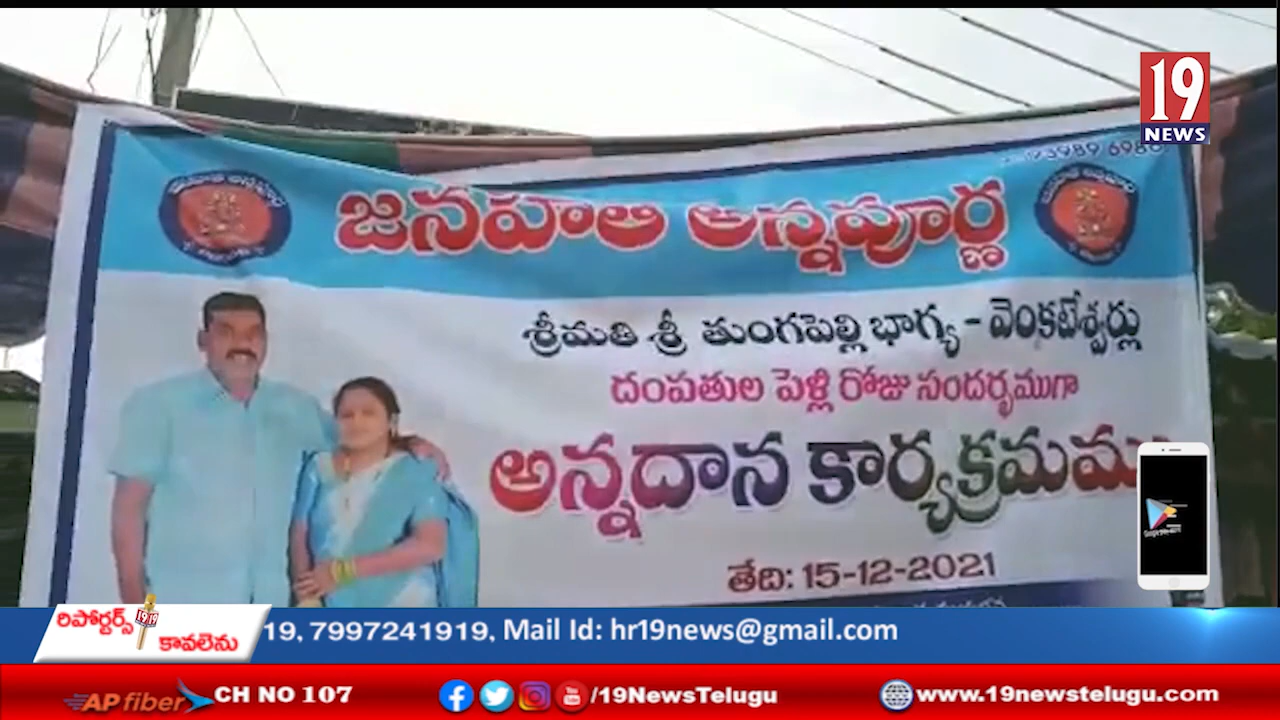 19
NEWS
జనహిత అన్నపూర్ణ
శ్రీమతి శ్రీ తుంగపెల్లి భాగ్య - వెంకటేశ్వర్లు
దంపతుల పెళ్లి రోజు సందర్భముగా
అన్నదాన కార్యక్రమము
తేది: 15-12-2021
రిపోర్టర్స్
కావలెను
19, 7997241919, Mail Id: hr19news@gmail.com
AP fiber CH NO 107
/19NewsTelugu
www.19newstelugu.com